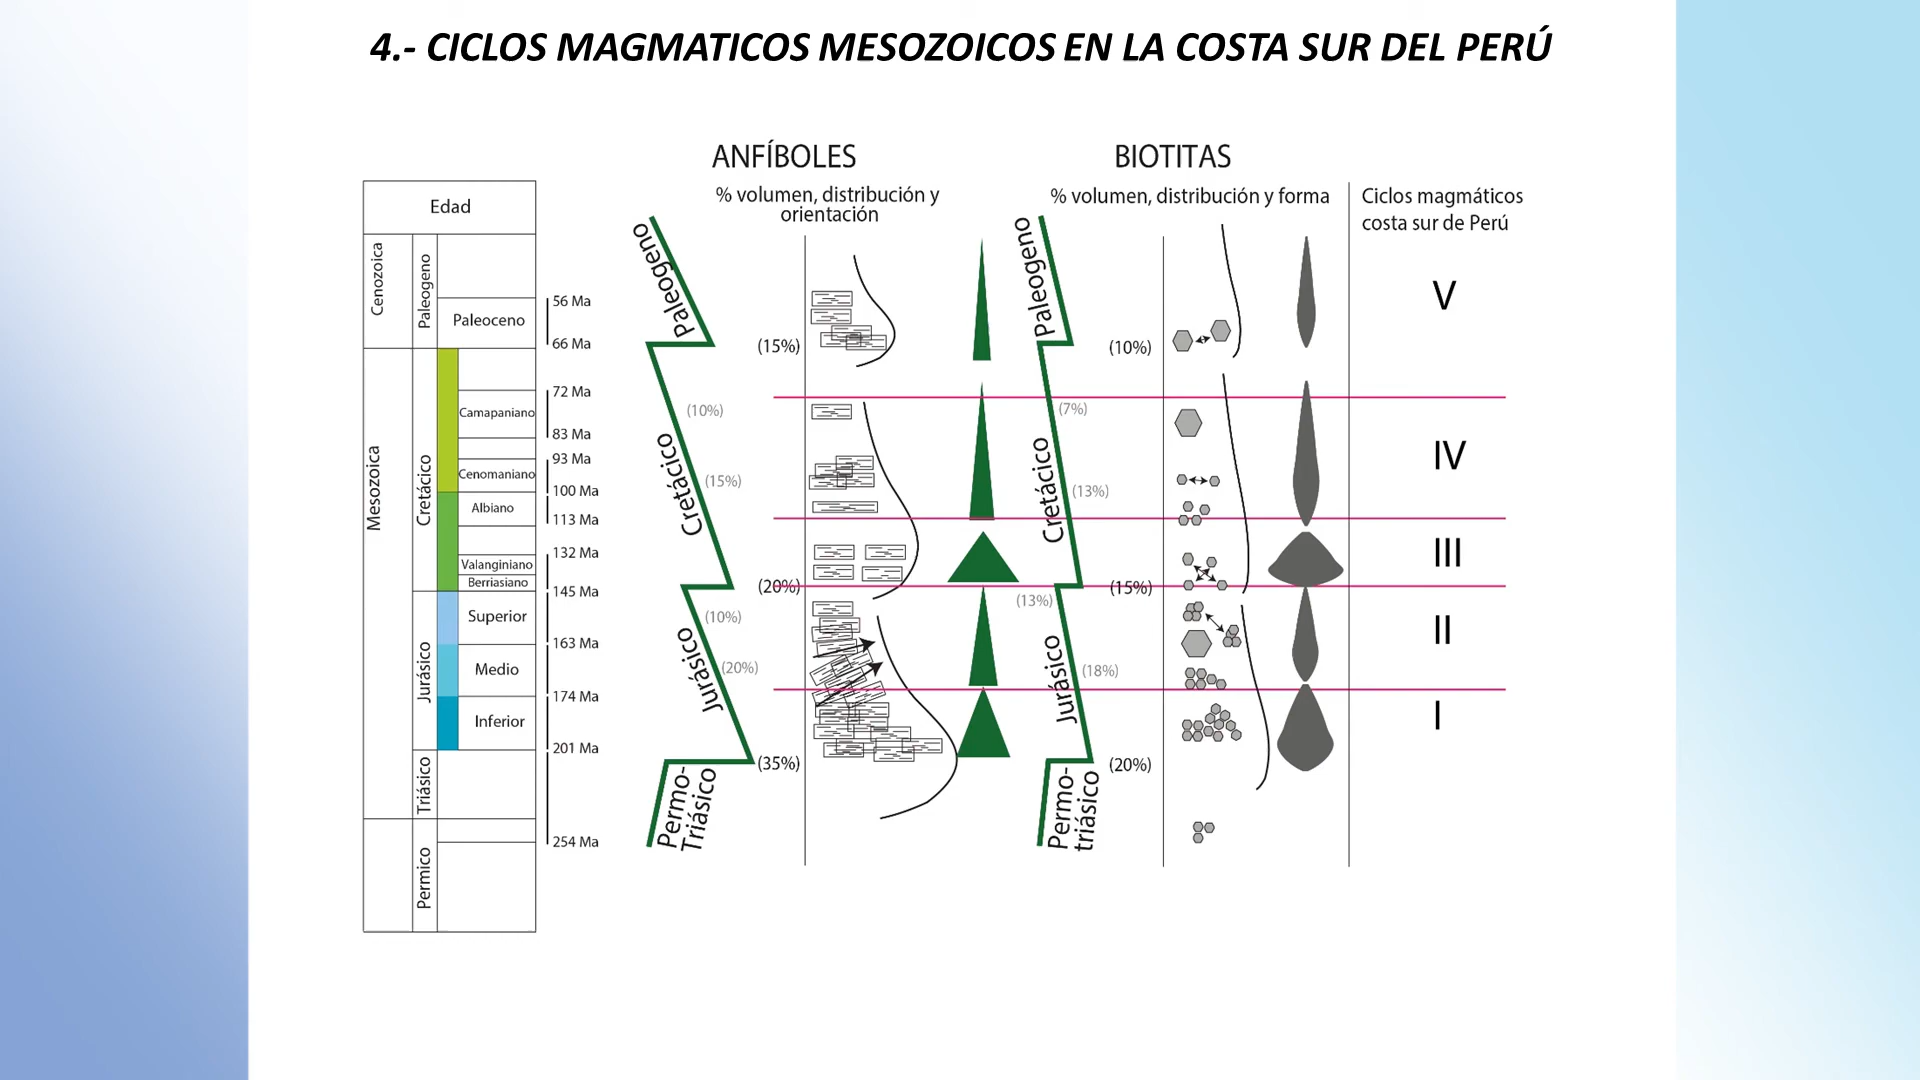 4.- CICLOS MAGMATICOS MESOZOICOS EN LA COSTA SUR DEL PERÚ
ANFÍBOLES
BIOTITAS
% volumen, distribución y
orientación
% volumen, distribución y forma
Ciclos magmáticos
costa sur de Perú
Edad
Cenozoica
Paleogeno
Paleoceno
56 Ma
66 Ma
Mesozoica
Cretácico
Camapaniano
Cenomaniano
Albiano
Valanginiano
Berriasiano
72 Ma
83 Ma
93 Ma
100 Ma
113 Ma
132 Ma
145 Ma
Jurásico
Superior
Medio
Inferior
163 Ma
174 Ma
201 Ma
Triásico
Permico
254 Ma
Paleogeno
Cretácico
Jurásico
Permo-
Triásico
(15%)
(10%)
(15%)
(20%)
(10%)
(20%)
(35%)
Paleogeno
Cretácico
Jurásico
Permo-
triásico
(10%)
(7%)
(13%)
(15%)
(13%)
(18%)
(20%)
V
IV
III
II
I